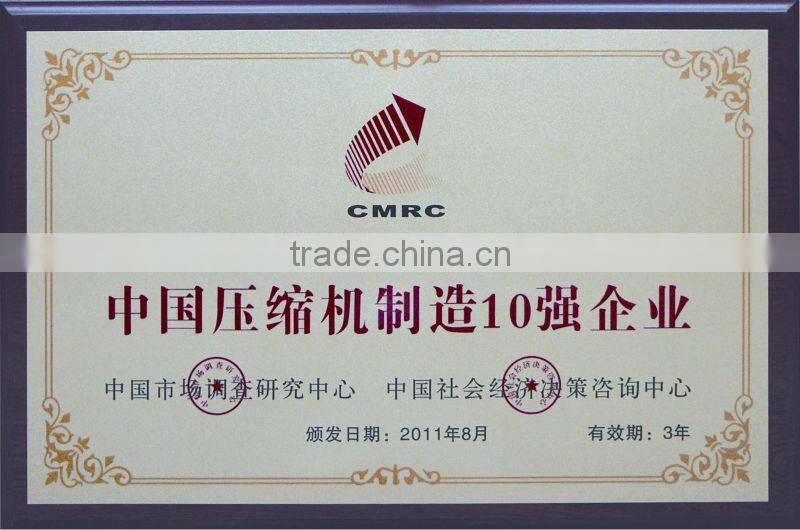 CMRC
trade.china.cn
中国压缩机制造10强企业
中国市场调查研究中心 中国社会经济决策咨询中心
颁发日期：2011年8月 有效期：3年